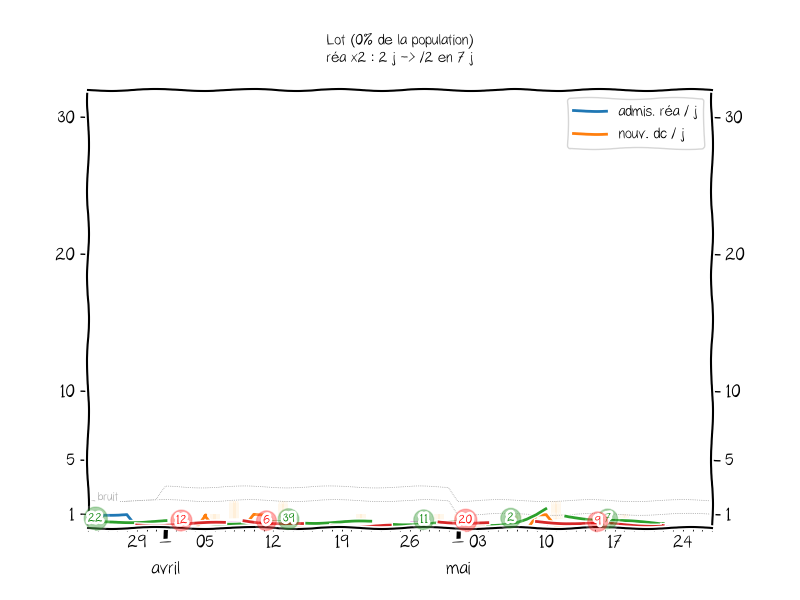 Lot (0% de la population)
réa x2 : 2 j -> /2 en 7 j
admis. réa / j
nouv. dc / j
30 30
20 20
10 10
5 5
bruit
1 1
22 12 6 39 11 20 2 9 7
29 05 12 19 26 03 10 17 24
avril mai